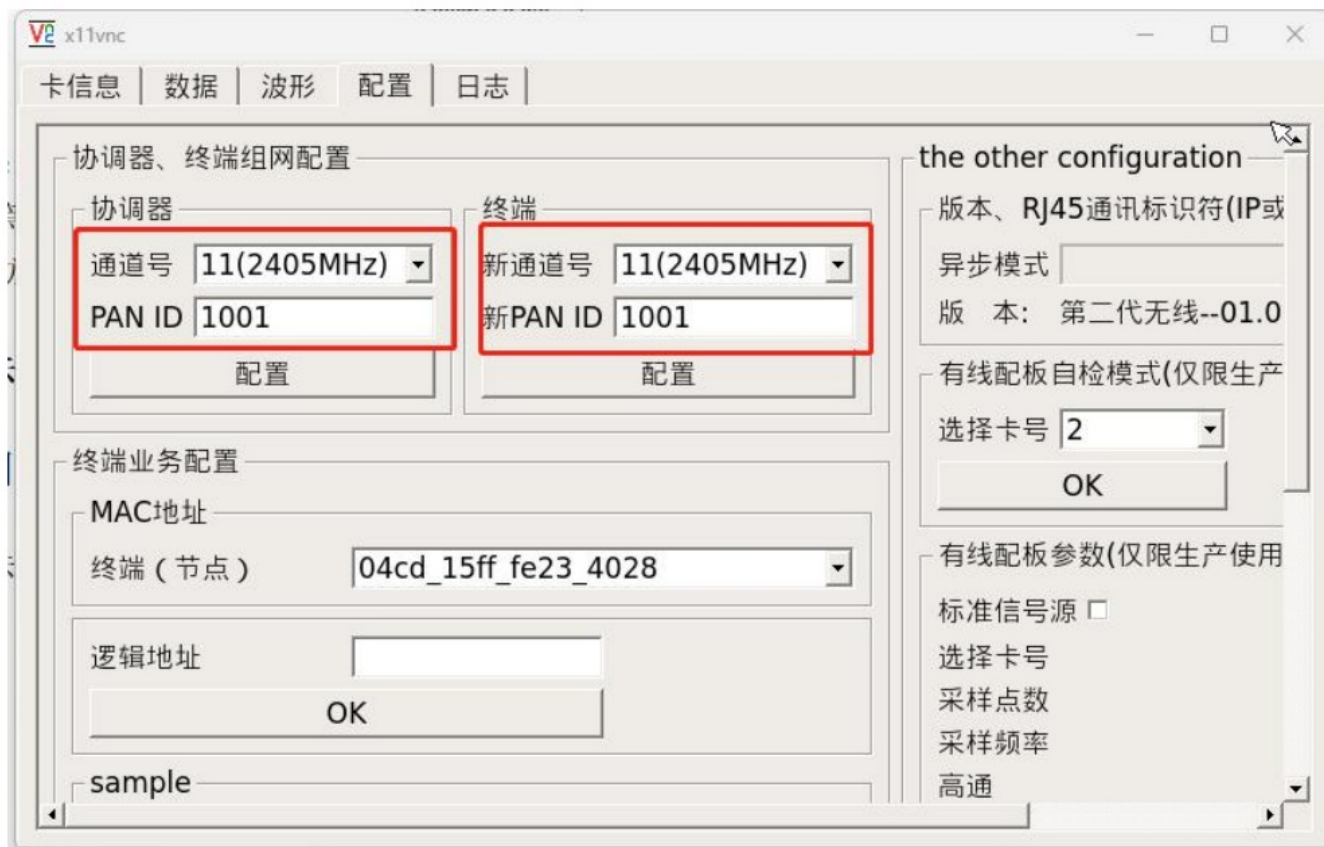 x11vnc
卡信息 数据 波形 配置 日志
协调器、终端组网配置
协调器
通道号 11(2405MHz)
PAN ID 1001
配置
终端
新通道号 11(2405MHz)
新PAN ID 1001
配置
终端业务配置
MAC地址
终端（节点） 04cd_15ff_fe23_4028
逻辑地址
OK
sample
the other configuration
版本、RJ45通讯标识符(IP或
异步模式
版 本: 第二代无线--01.0
有线配板自检模式(仅限生产
选择卡号 2
OK
有线配板参数(仅限生产使用
标准信号源
选择卡号
采样点数
采样频率
高通